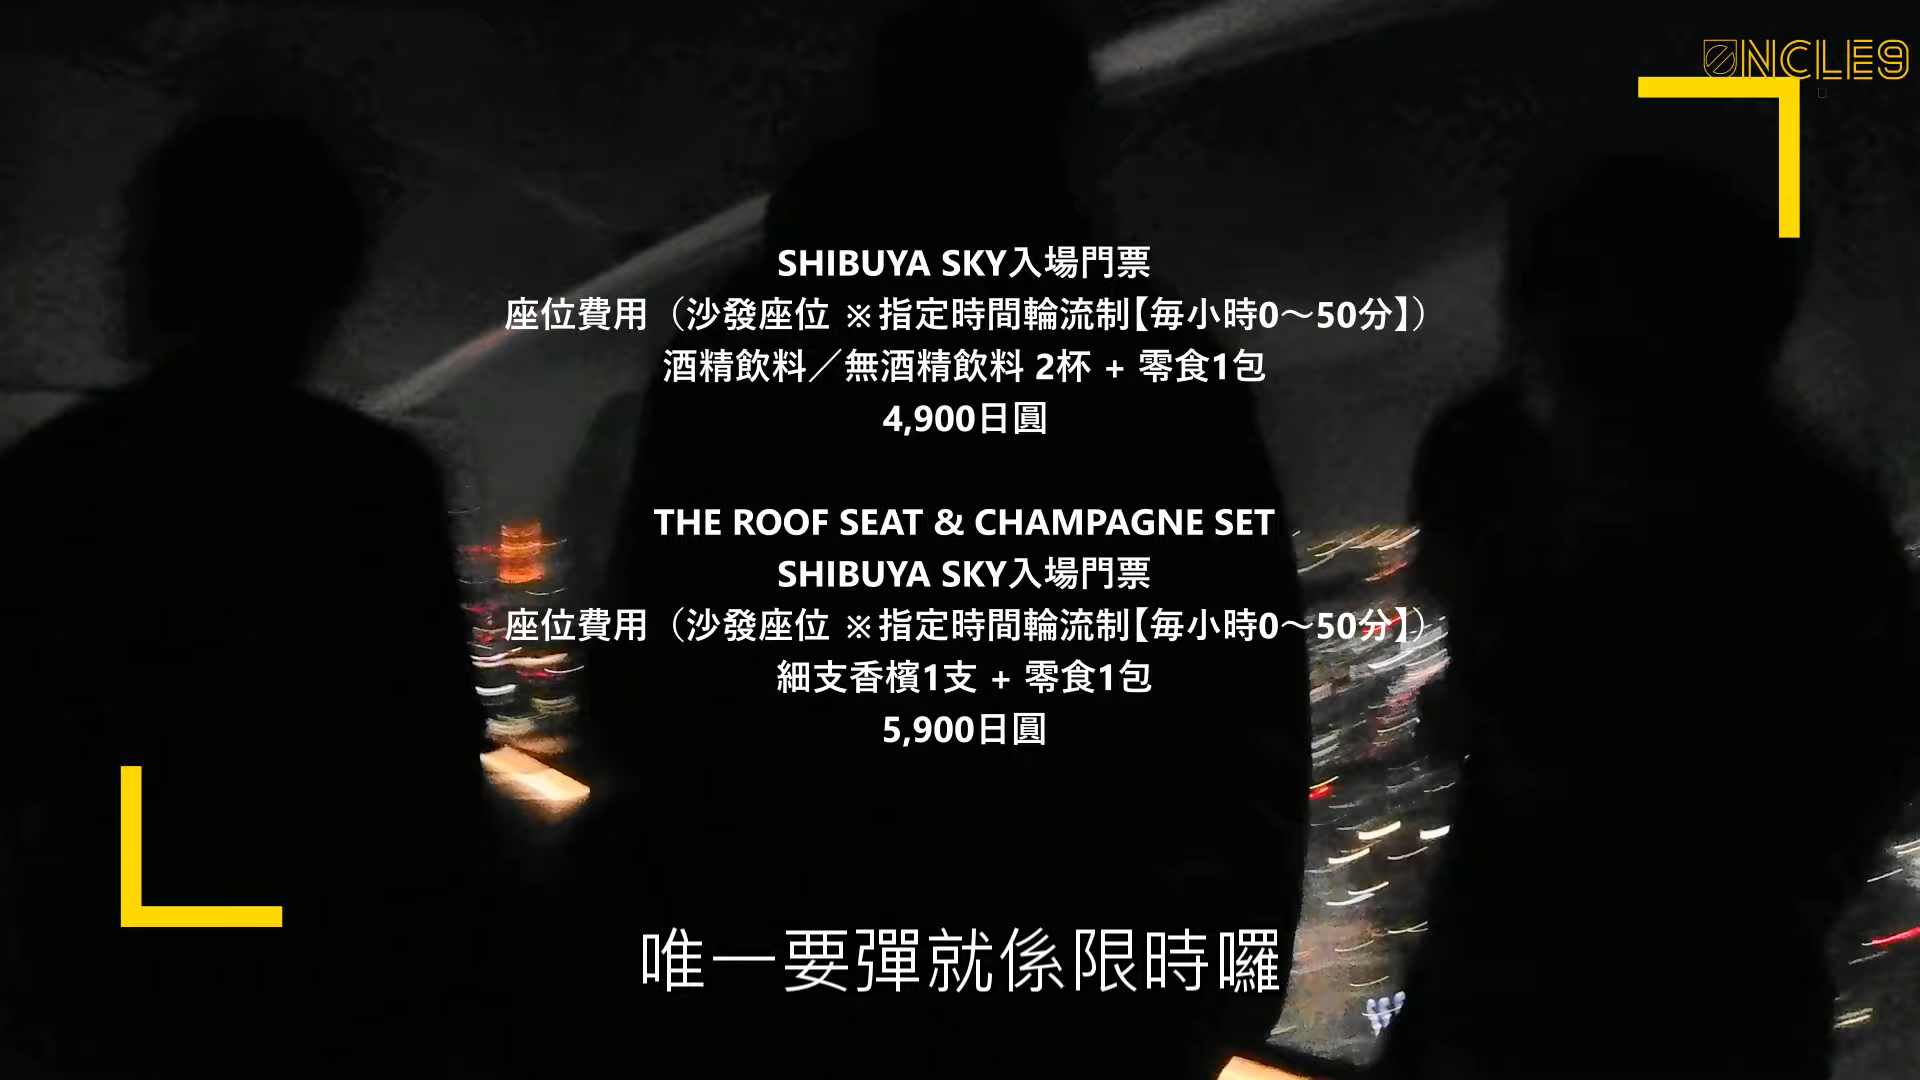 UNCLE9
SHIBUYA SKY入場門票
座位費用（沙發座位 ※指定時間輪流制【每小時0～50分】）
酒精飲料／無酒精飲料 2杯 + 零食1包
4,900日圓
THE ROOF SEAT & CHAMPAGNE SET
SHIBUYA SKY入場門票
座位費用（沙發座位 ※指定時間輪流制【每小時0～50分】）
細支香檳1支 + 零食1包
5,900日圓
唯一要彈就係限時囉